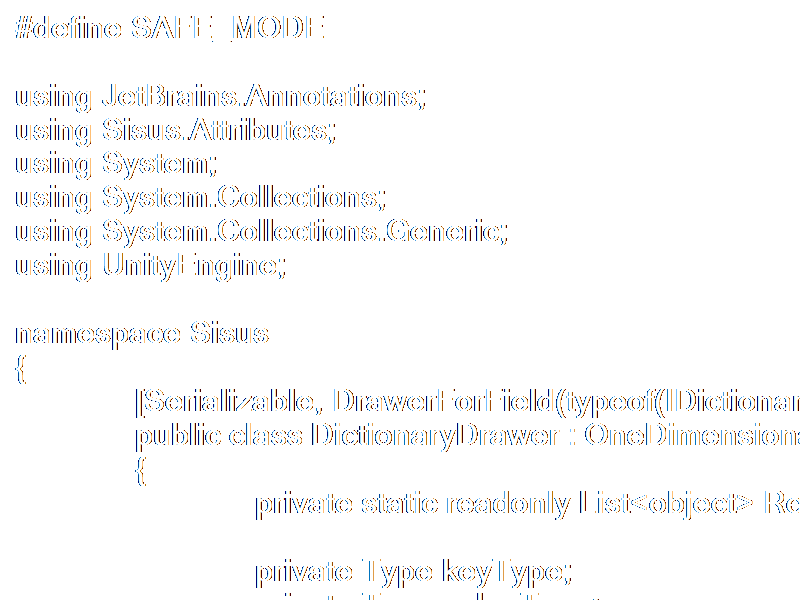 #define SAFE_MODE
using JetBrains.Annotations;
using Sisus.Attributes;
using System;
using System.Collections;
using System.Collections.Generic;
using UnityEngine;
namespace Sisus
{
[Serializable, DrawerForField(typeof(IDictionar
public class DictionaryDrawer : OneDimensiona
{
private static readonly List<object> Re
private Type keyType;